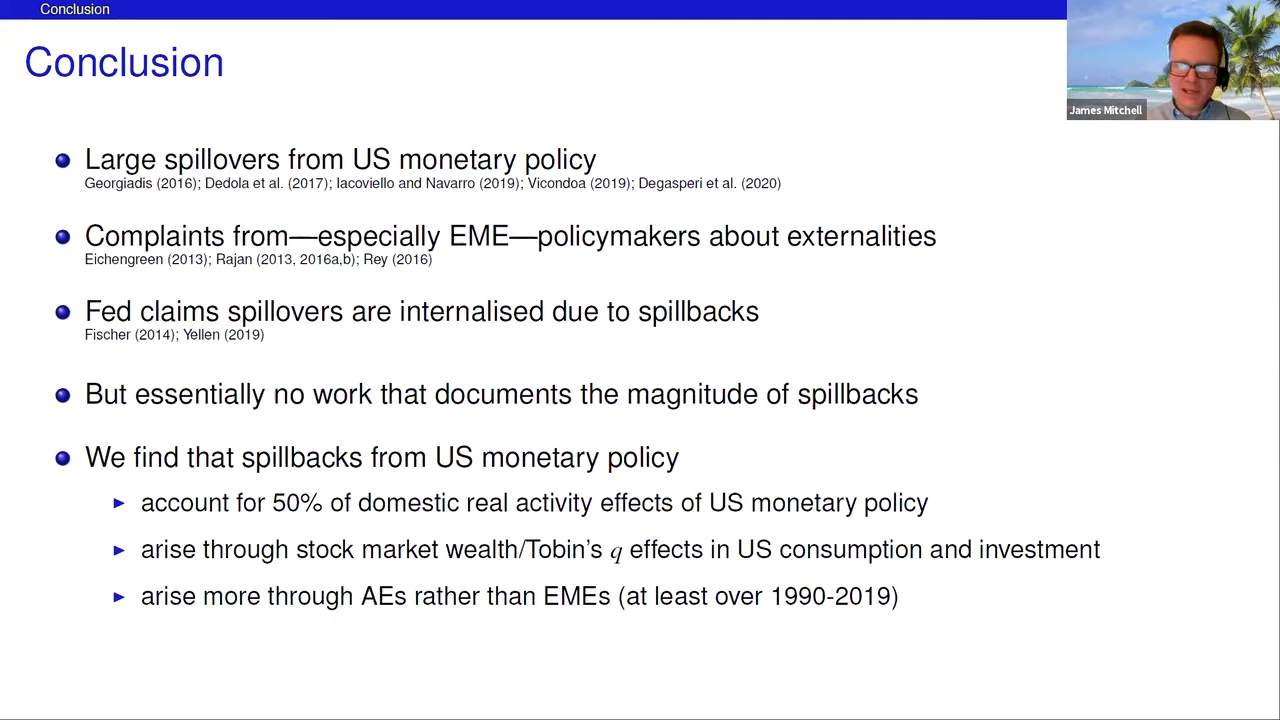 Conclusion
Conclusion
James Mitchell
Large spillovers from US monetary policy
Georgiadis (2016); Dedola et al. (2017); Iacoviello and Navarro (2019); Vicondoa (2019); Degasperi et al. (2020)
Complaints from—especially EME—policymakers about externalities
Eichengreen (2013); Rajan (2013, 2016a,b); Rey (2016)
Fed claims spillovers are internalised due to spillbacks
Fischer (2014); Yellen (2019)
But essentially no work that documents the magnitude of spillbacks
We find that spillbacks from US monetary policy
account for 50% of domestic real activity effects of US monetary policy
arise through stock market wealth/Tobin's q effects in US consumption and investment
arise more through AEs rather than EMEs (at least over 1990-2019)